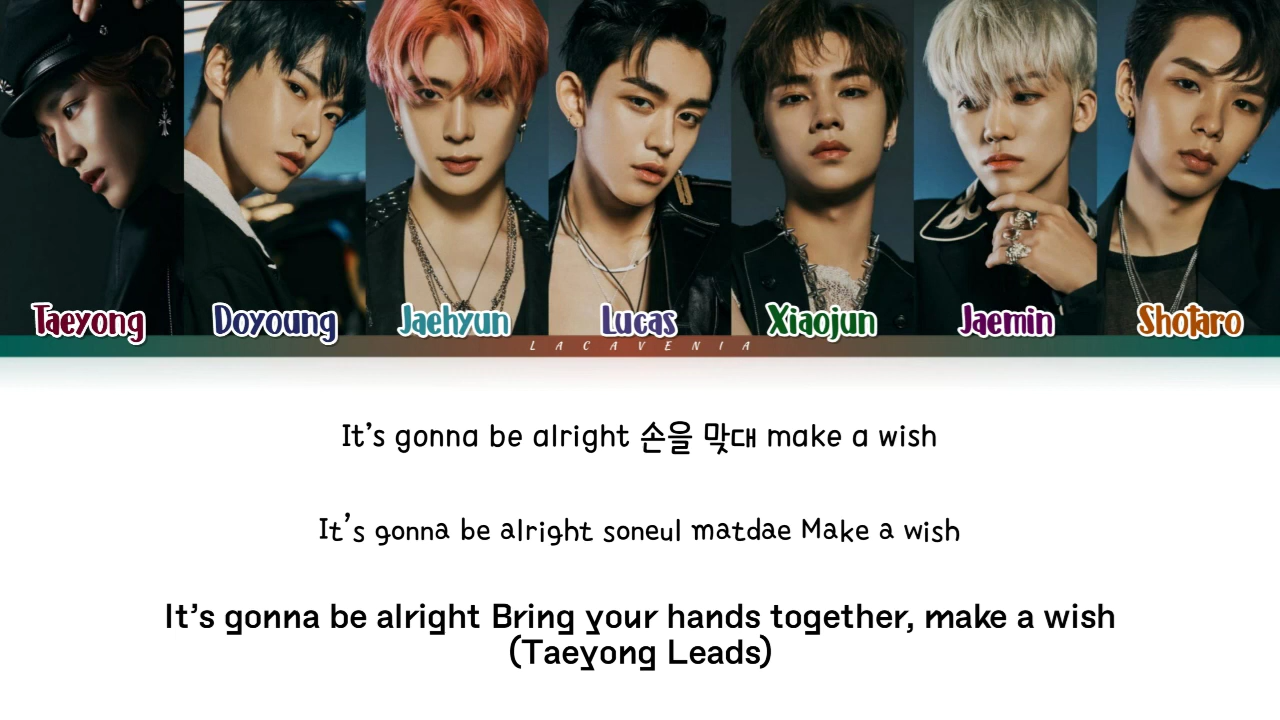 Taeyong Doyoung Jaehyun Lucas Xiaojun Jaemin Shotaro
LACAVENIA
It's gonna be alright 손을 맞대 make a wish
It's gonna be alright soneul matdae Make a wish
It's gonna be alright Bring your hands together, make a wish
(Taeyong Leads)